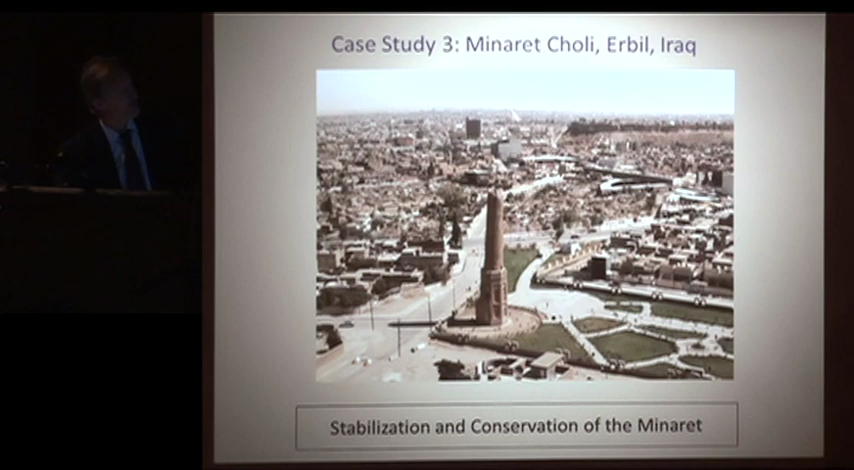 Case Study 3: Minaret Choli, Erbil, Iraq
Stabilization and Conservation of the Minaret